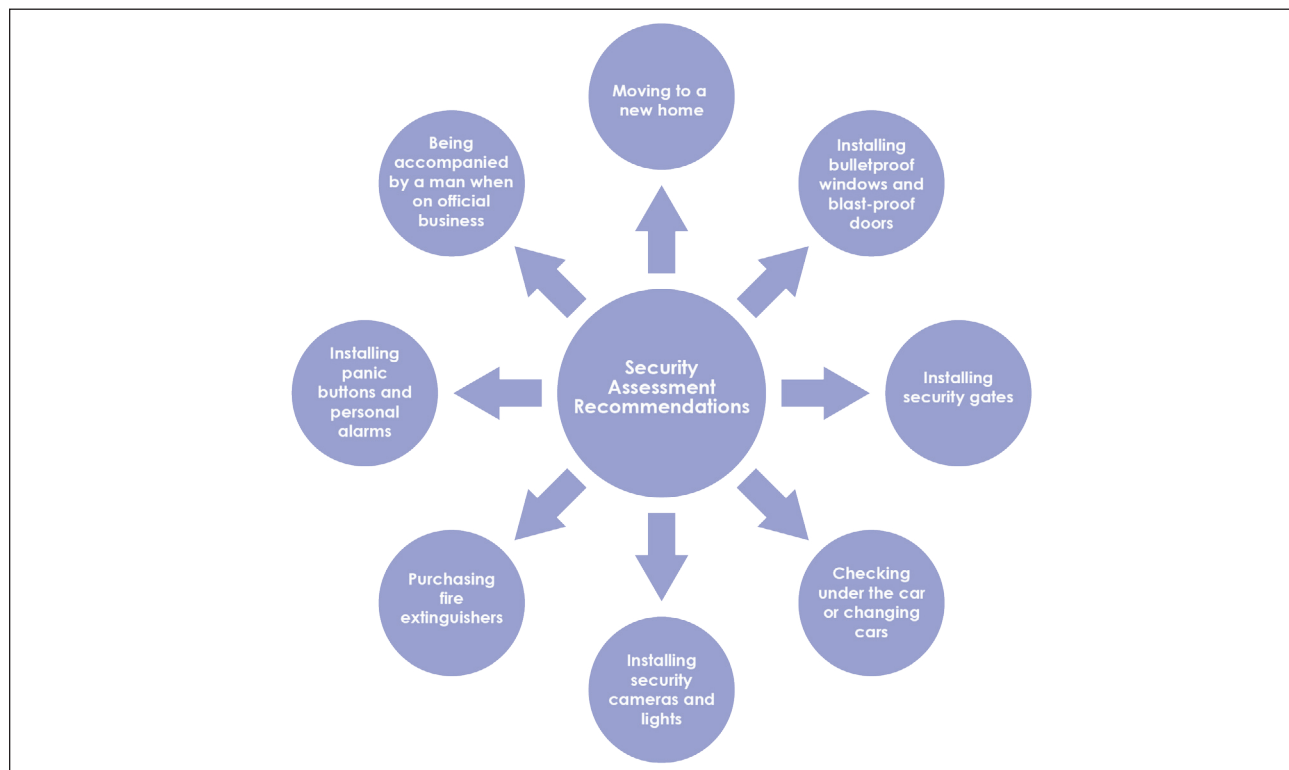 Moving to a
new home
Installing
bulletproof
windows and
blast-proof
doors
Installing
security gates
Checking
under the car
or changing
cars
Installing
security
cameras and
lights
Purchasing
fire
extinguishers
Installing
panic
buttons and
personal
alarms
Being
accompanied
by a man when
on official
business
Security
Assessment
Recommendations